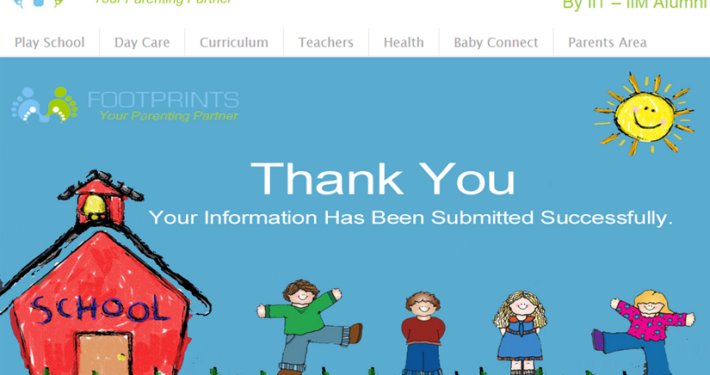 Your Parenting Partner
By IIT – IIM Alumni
Play School Day Care Curriculum Teachers Health Baby Connect Parents Area
FOOTPRINTS
Your Parenting Partner
Thank You
Your Information Has Been Submitted Successfully.
SCHOOL